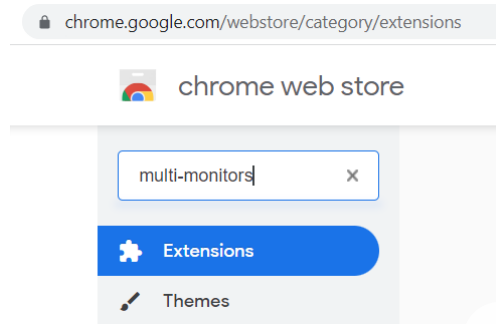 chrome.google.com/webstore/category/extensions
chrome web store
multi-monitors
Extensions
Themes